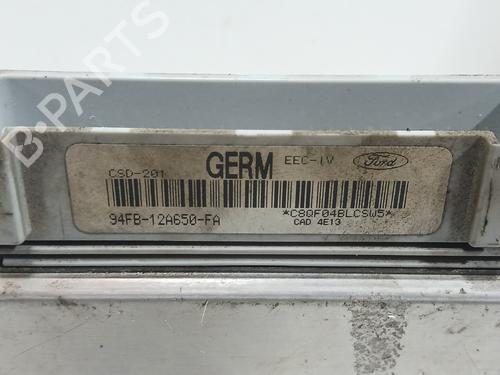 B-PARTS
CSD-201 GERM EEC-IV Ford
94FB-12A650-FA *C8QF04BLCSW5*
CAD 4E13